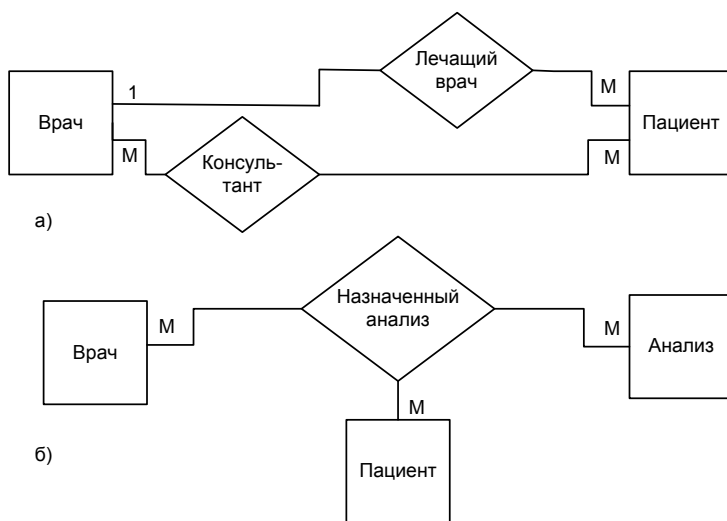 Лечащий
врач
1
М
Врач
Пациент
М
М
Консуль-
тант
а)
Назначенный
анализ
М
М
Врач
Анализ
М
б)
Пациент